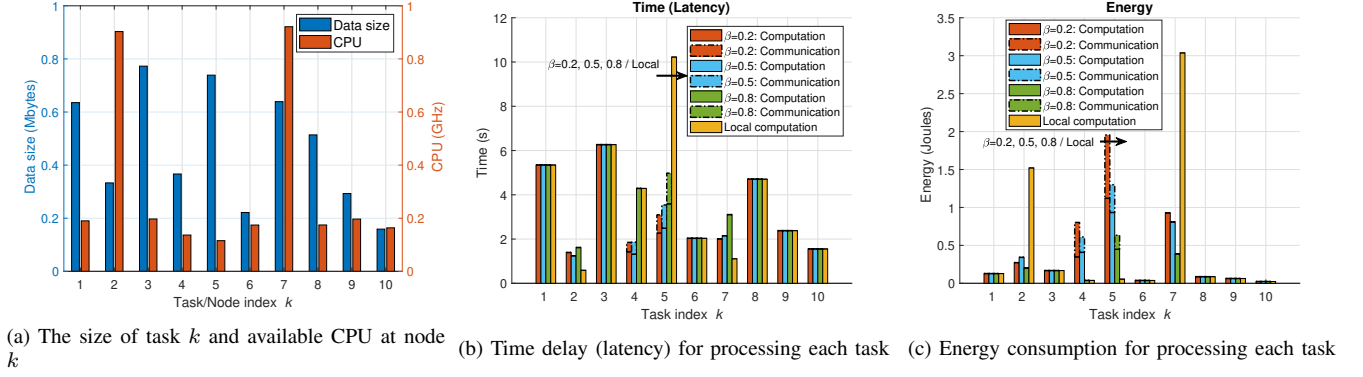 Data size
CPU
Data size (Mbytes)
CPU (GHz)
1
0.8
0.6
0.4
0.2
0
1
0.8
0.6
0.4
0.2
0
1 2 3 4 5 6 7 8 9 10
Task/Node index k
(a) The size of task k and available CPU at node
k
Time (Latency)
β=0.2: Computation
β=0.2: Communication
β=0.5: Computation
β=0.5: Communication
β=0.8: Computation
β=0.8: Communication
Local computation
β=0.2, 0.5, 0.8 / Local
Time (s)
12
10
8
6
4
2
0
1 2 3 4 5 6 7 8 9 10
Task index k
(b) Time delay (latency) for processing each task
Energy
β=0.2: Computation
β=0.2: Communication
β=0.5: Computation
β=0.5: Communication
β=0.8: Computation
β=0.8: Communication
Local computation
β=0.2, 0.5, 0.8 / Local
Energy (Joules)
3.5
3
2.5
2
1.5
1
0.5
0
1 2 3 4 5 6 7 8 9 10
Task index k
(c) Energy consumption for processing each task